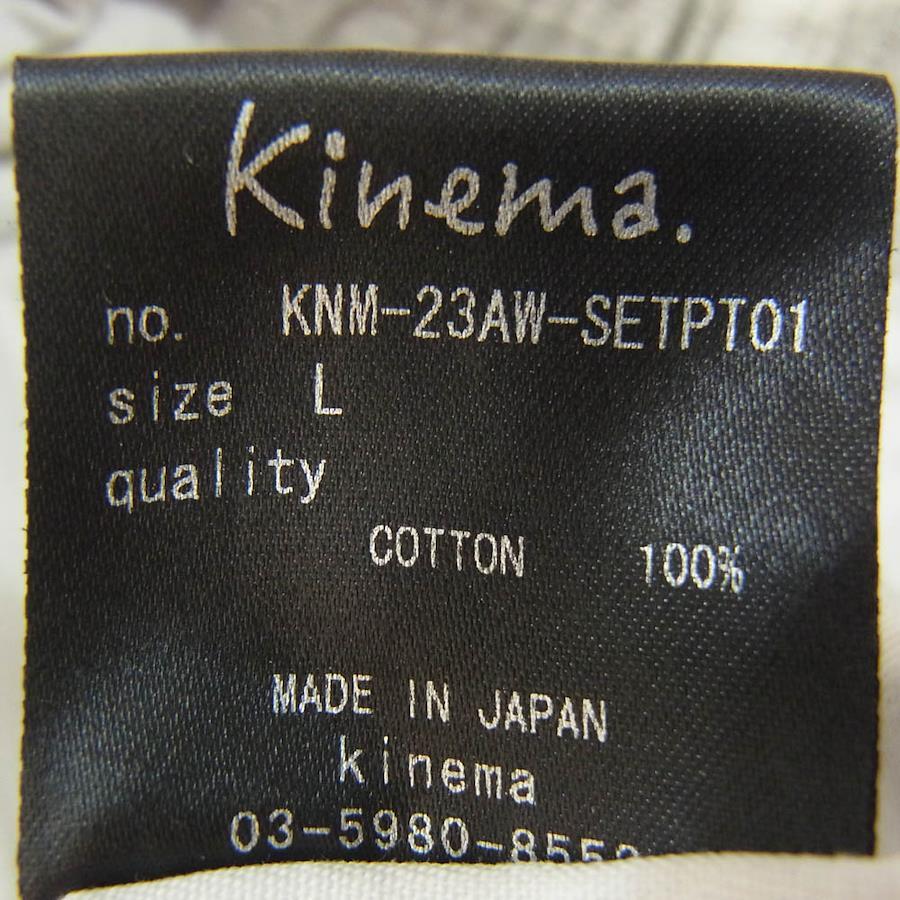 Kinema.
no. KNM-23AW-SETPT01
size L
quality
COTTON 100%
MADE IN JAPAN
kinema